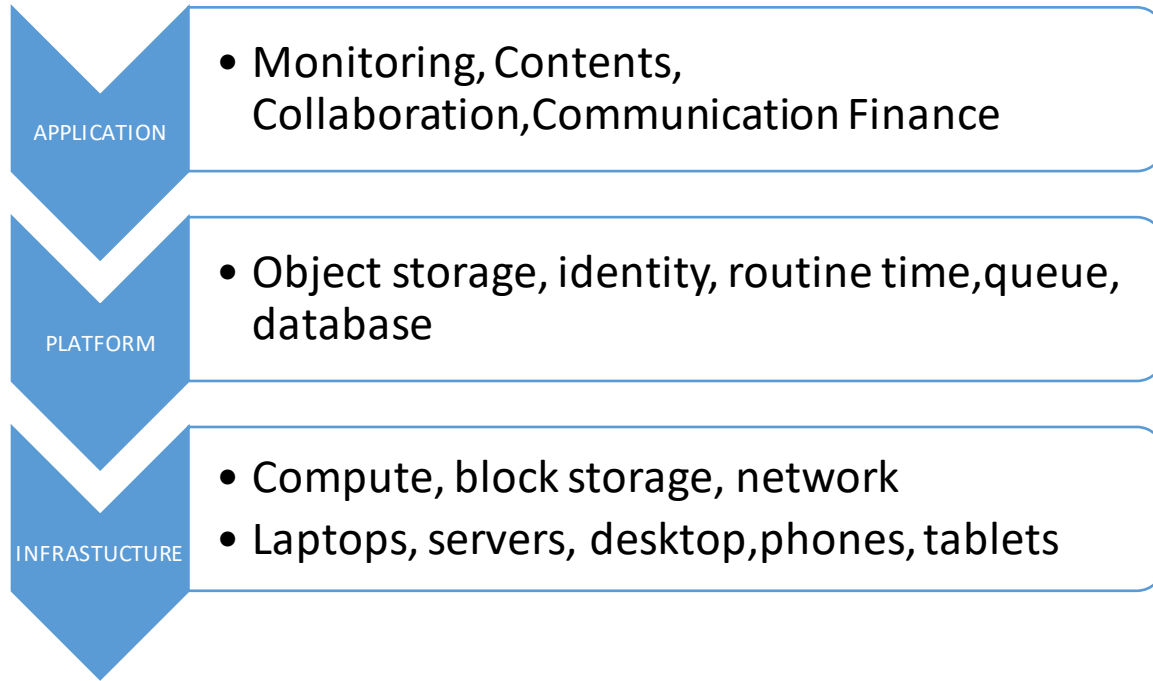 APPLICATION
• Monitoring, Contents,
Collaboration,Communication Finance
PLATFORM
• Object storage, identity, routine time,queue,
database
INFRASTUCTURE
• Compute, block storage, network
• Laptops, servers, desktop,phones, tablets